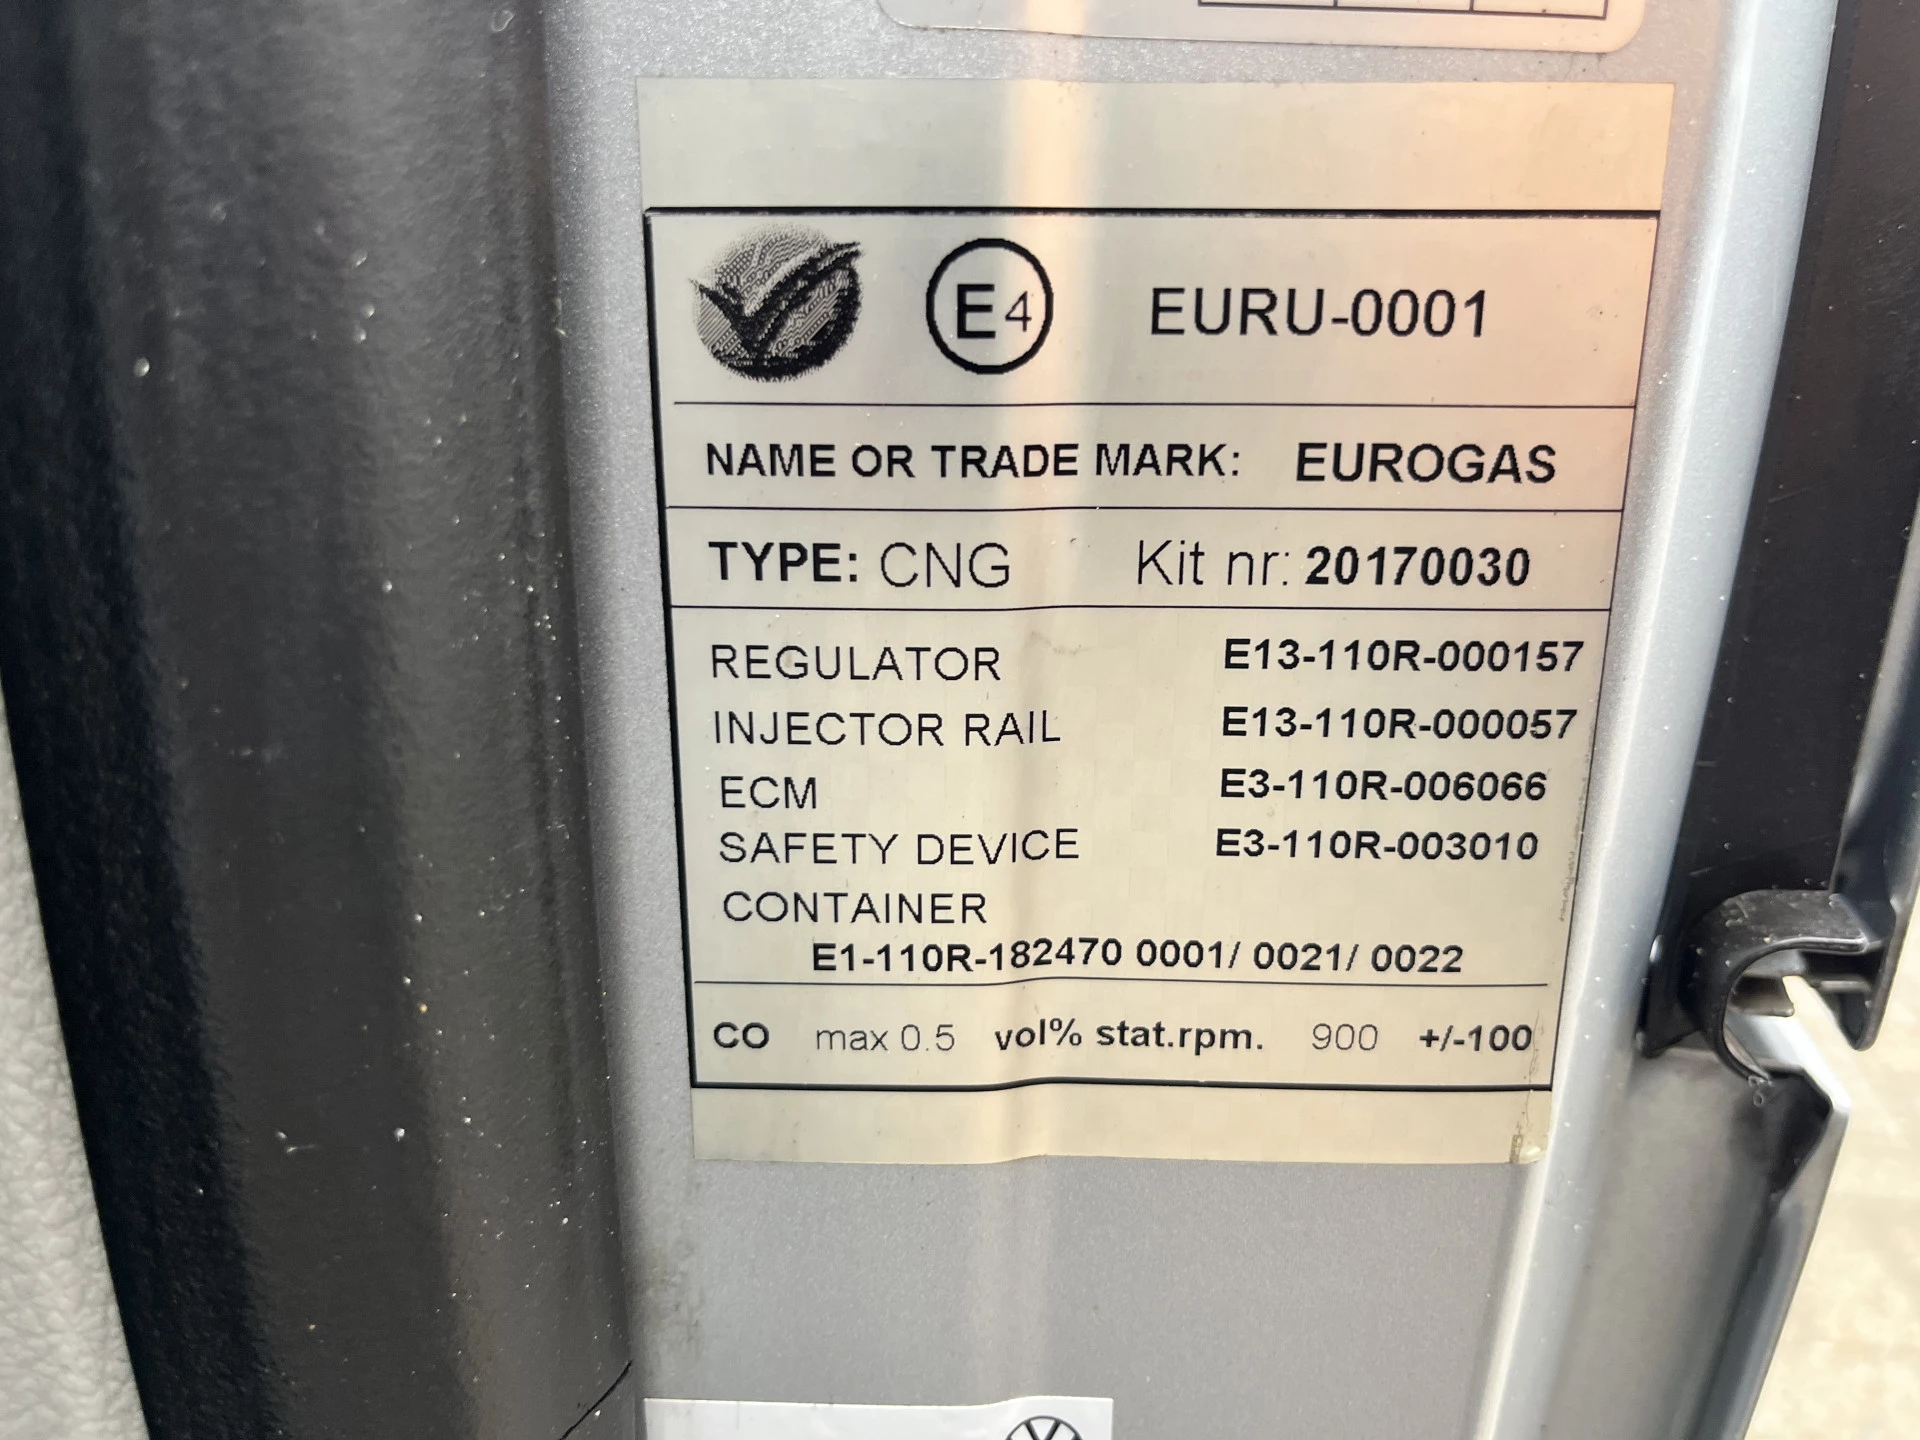 E4 EURU-0001
NAME OR TRADE MARK: EUROGAS
TYPE: CNG Kit nr: 20170030
REGULATOR E13-110R-000157
INJECTOR RAIL E13-110R-000057
ECM E3-110R-006066
SAFETY DEVICE E3-110R-003010
CONTAINER
E1-110R-182470 0001/ 0021/ 0022
CO max 0.5 vol% stat.rpm. 900 +/-100